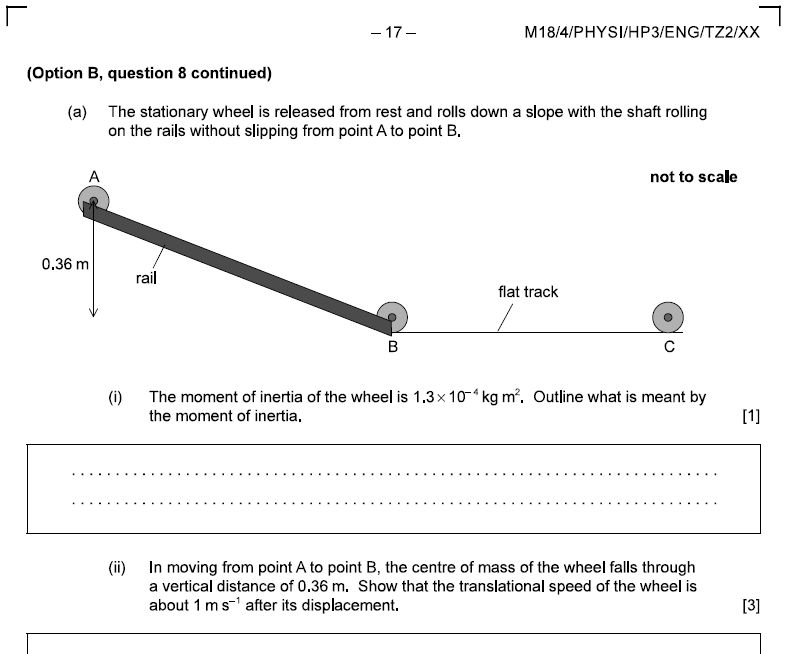 – 17 –
M18/4/PHYSI/HP3/ENG/TZ2/XX
(Option B, question 8 continued)
(a) The stationary wheel is released from rest and rolls down a slope with the shaft rolling
on the rails without slipping from point A to point B.
A
not to scale
0.36 m
rail
flat track
B
C
(i) The moment of inertia of the wheel is 1.3 × 10⁻⁴ kg m². Outline what is meant by
the moment of inertia. [1]
(ii) In moving from point A to point B, the centre of mass of the wheel falls through
a vertical distance of 0.36 m. Show that the translational speed of the wheel is
about 1 m s⁻¹ after its displacement. [3]